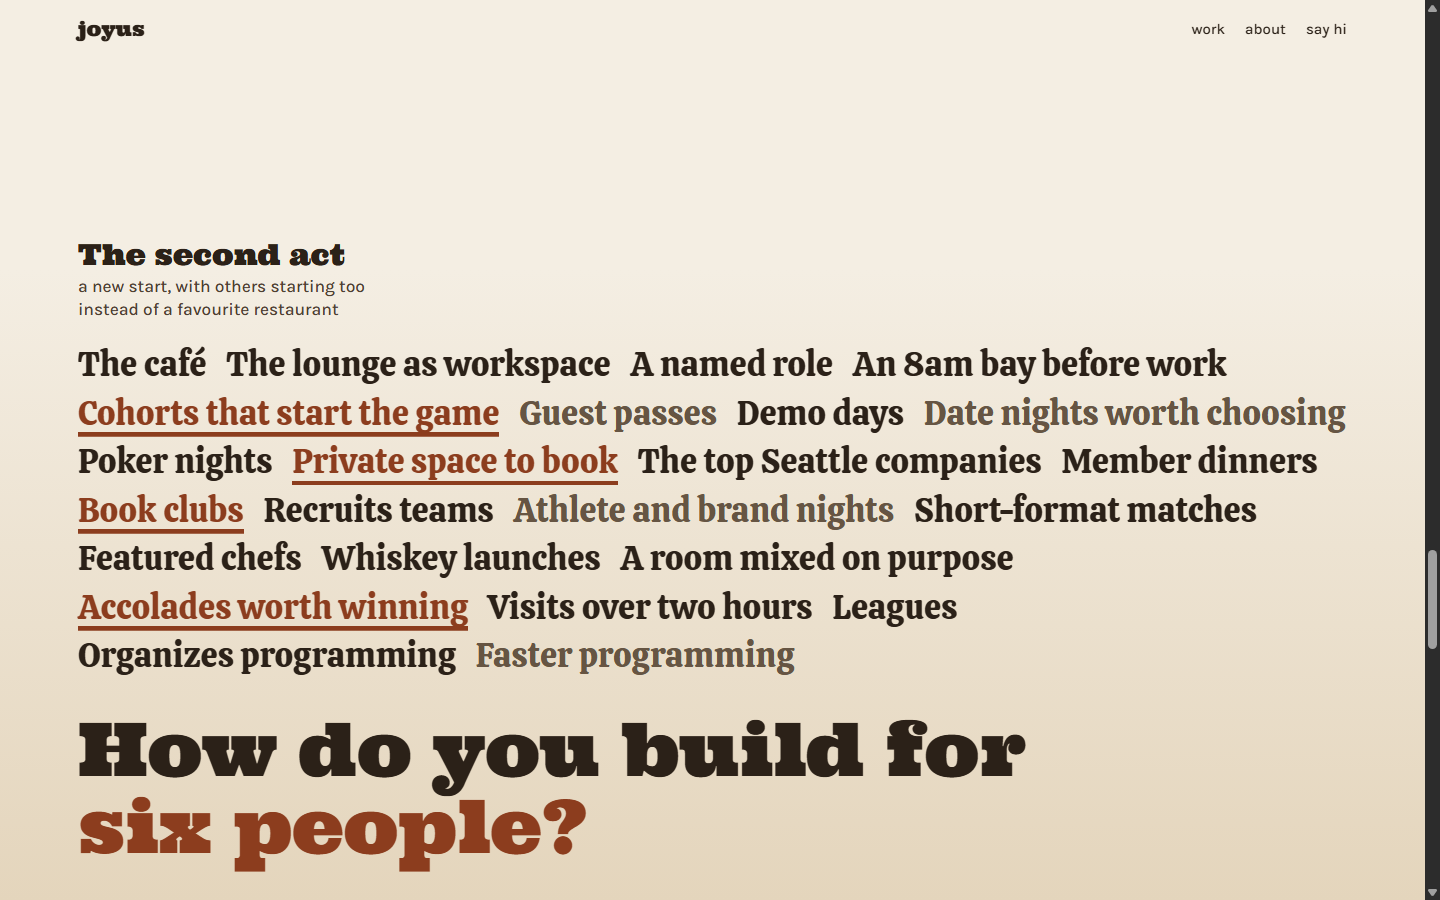 joyus
work about say hi
The second act
a new start, with others starting too
instead of a favourite restaurant
The café The lounge as workspace A named role An 8am bay before work
Cohorts that start the game Guest passes Demo days Date nights worth choosing
Poker nights Private space to book The top Seattle companies Member dinners
Book clubs Recruits teams Athlete and brand nights Short-format matches
Featured chefs Whiskey launches A room mixed on purpose
Accolades worth winning Visits over two hours Leagues
Organizes programming Faster programming
How do you build for
six people?